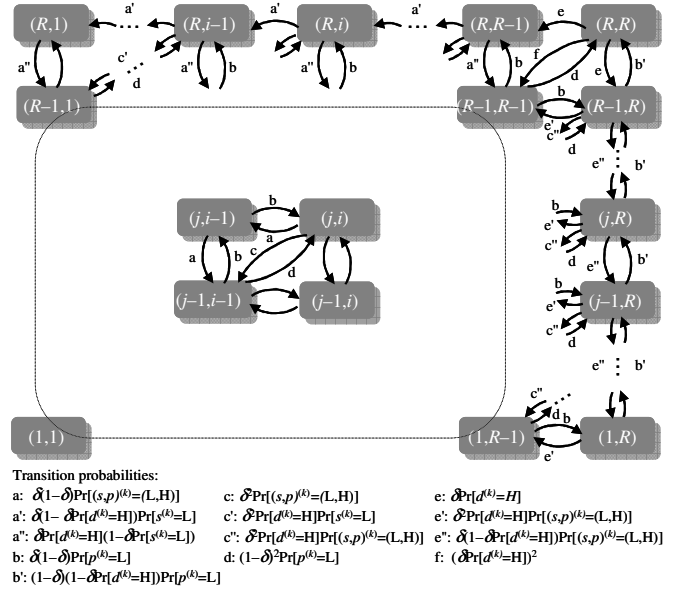 a' a' a' e
(R,1) ... (R,i–1) (R,i) ... (R,R–1) (R,R)
a'' c' a'' b a'' b a'' b f e b'
d d
(R–1,1) (R–1,R–1) b (R–1,R)
e'
c''
d
e'' b'
b
(j,i–1) (j,i) b (j,R)
a e'
a b c c''
d d
e'' b'
(j–1,i–1) (j–1,i) b (j–1,R)
e'
c''
d
e'' b'
c''
d b
(1,1) (1,R–1) (1,R)
e'
Transition probabilities:
a: δ(1–δ)Pr[(s,p)(k)=(L,H)] c: δ²Pr[(s,p)(k)=(L,H)] e: δPr[d(k)=H]
a': δ(1– δPr[d(k)=H])Pr[s(k)=L] c': δ²Pr[d(k)=H]Pr[s(k)=L] e': δ²Pr[d(k)=H]Pr[(s,p)(k)=(L,H)]
a'': δPr[d(k)=H](1–δPr[s(k)=L]) c'': δ²Pr[d(k)=H]Pr[(s,p)(k)=(L,H)] e'': δ(1–δPr[d(k)=H])Pr[(s,p)(k)=(L,H)]
b: δ(1–δ)Pr[p(k)=L] d: (1–δ)²Pr[p(k)=L] f: (δPr[d(k)=H])²
b': (1–δ)(1–δPr[d(k)=H])Pr[p(k)=L]